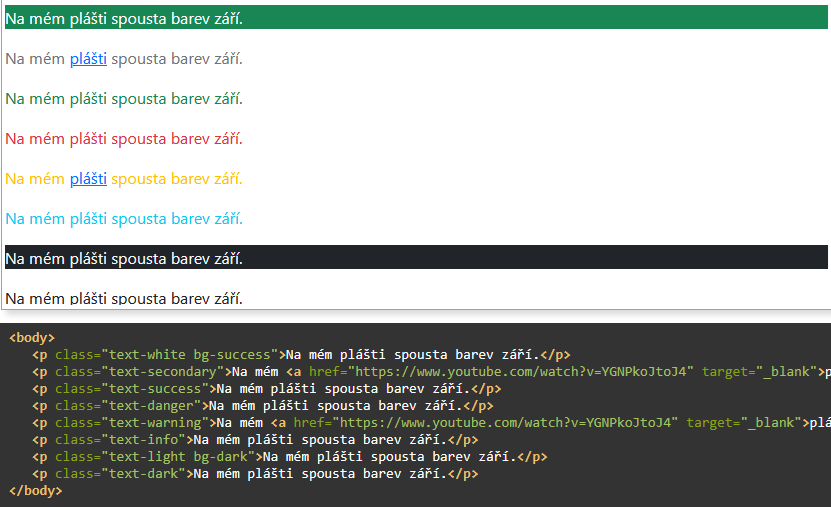 Na mém plášti spousta barev září.
Na mém plášti spousta barev září.
Na mém plášti spousta barev září.
Na mém plášti spousta barev září.
Na mém plášti spousta barev září.
Na mém plášti spousta barev září.
Na mém plášti spousta barev září.
Na mém plášti spousta barev září.
<body>
<p class="text-white bg-success">Na mém plášti spousta barev září.</p>
<p class="text-secondary">Na mém <a href="https://www.youtube.com/watch?v=YGNPkoJtoJ4" target="_blank">p
<p class="text-success">Na mém plášti spousta barev září.</p>
<p class="text-danger">Na mém plášti spousta barev září.</p>
<p class="text-warning">Na mém <a href="https://www.youtube.com/watch?v=YGNPkoJtoJ4" target="_blank">plá
<p class="text-info">Na mém plášti spousta barev září.</p>
<p class="text-light bg-dark">Na mém plášti spousta barev září.</p>
<p class="text-dark">Na mém plášti spousta barev září.</p>
</body>